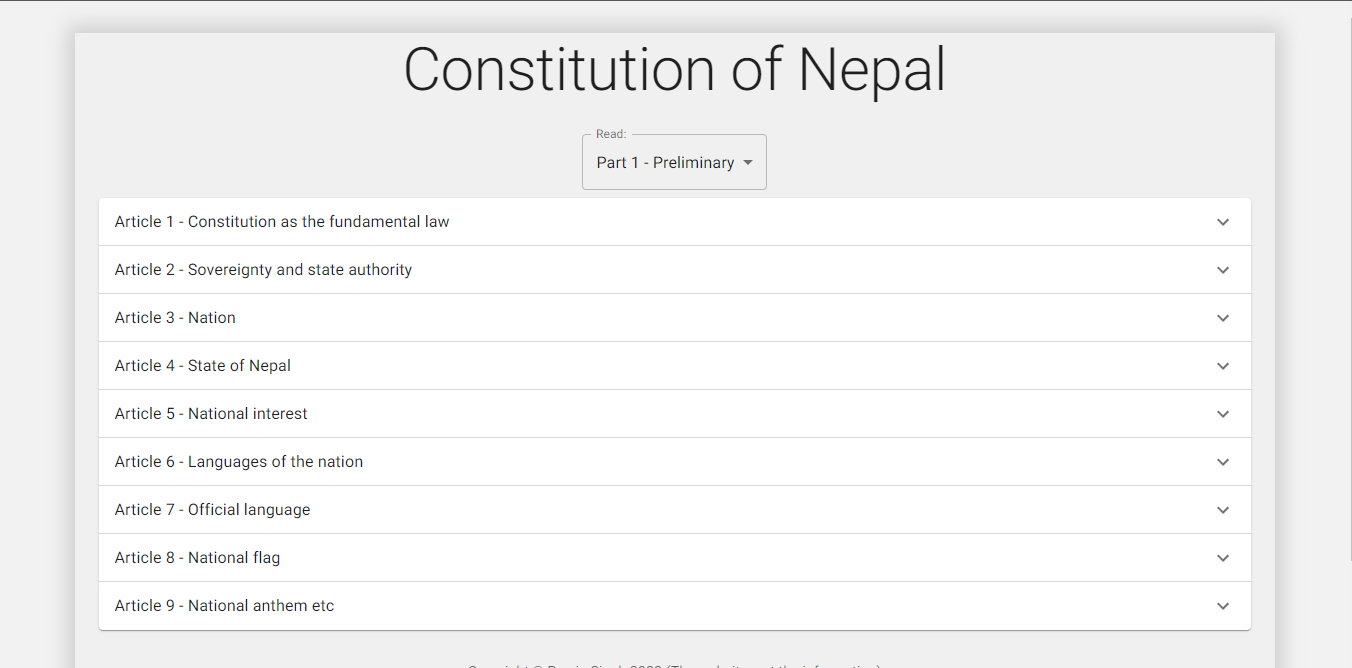 Constitution of Nepal
Read:
Part 1 - Preliminary
Article 1 - Constitution as the fundamental law
Article 2 - Sovereignty and state authority
Article 3 - Nation
Article 4 - State of Nepal
Article 5 - National interest
Article 6 - Languages of the nation
Article 7 - Official language
Article 8 - National flag
Article 9 - National anthem etc